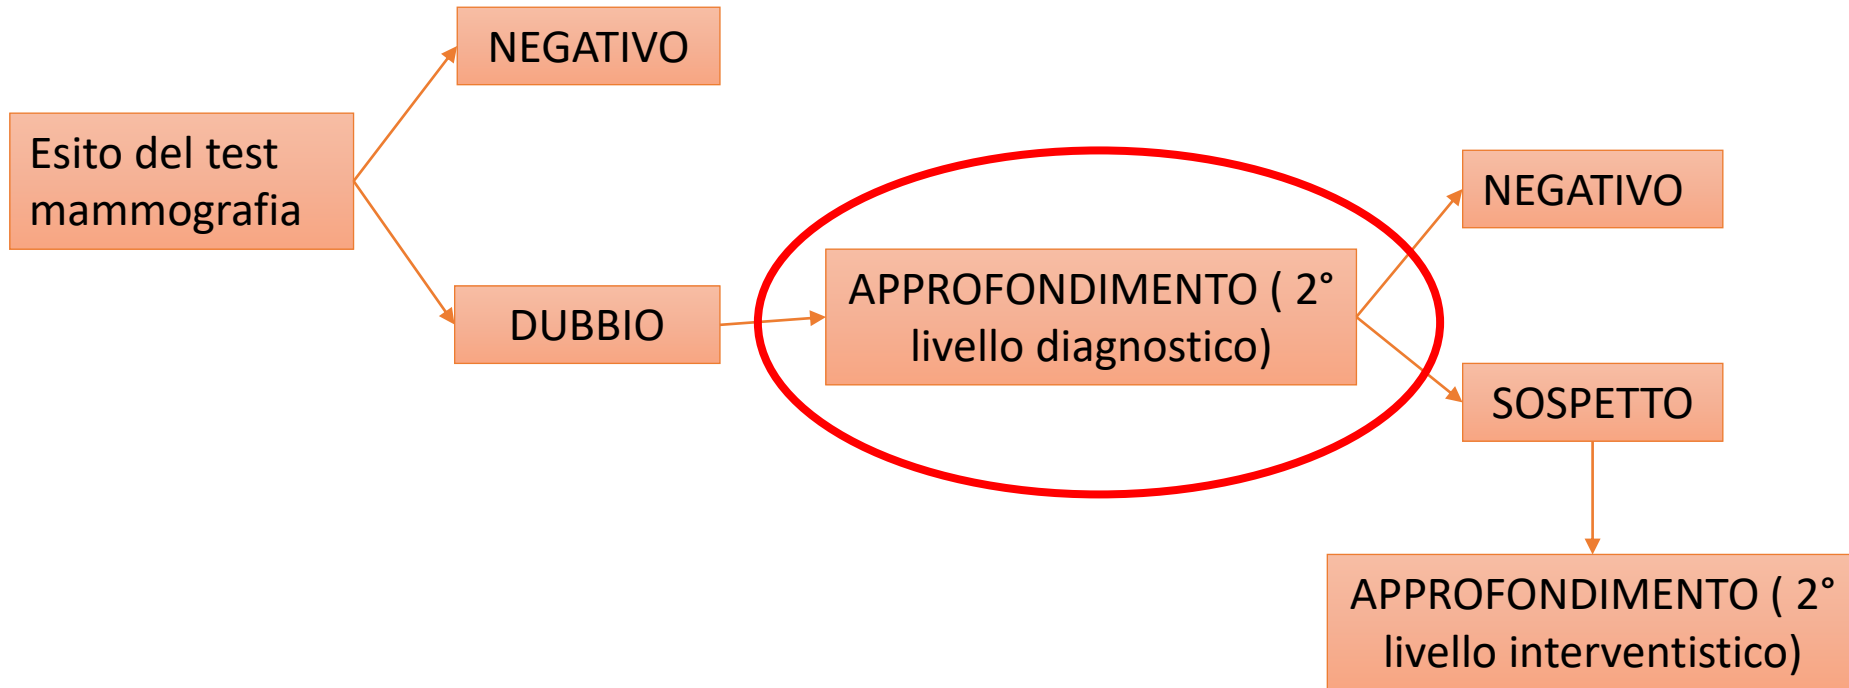 NEGATIVO
Esito del test
mammografia
DUBBIO
APPROFONDIMENTO ( 2°
livello diagnostico)
NEGATIVO
SOSPETTO
APPROFONDIMENTO ( 2°
livello interventistico)